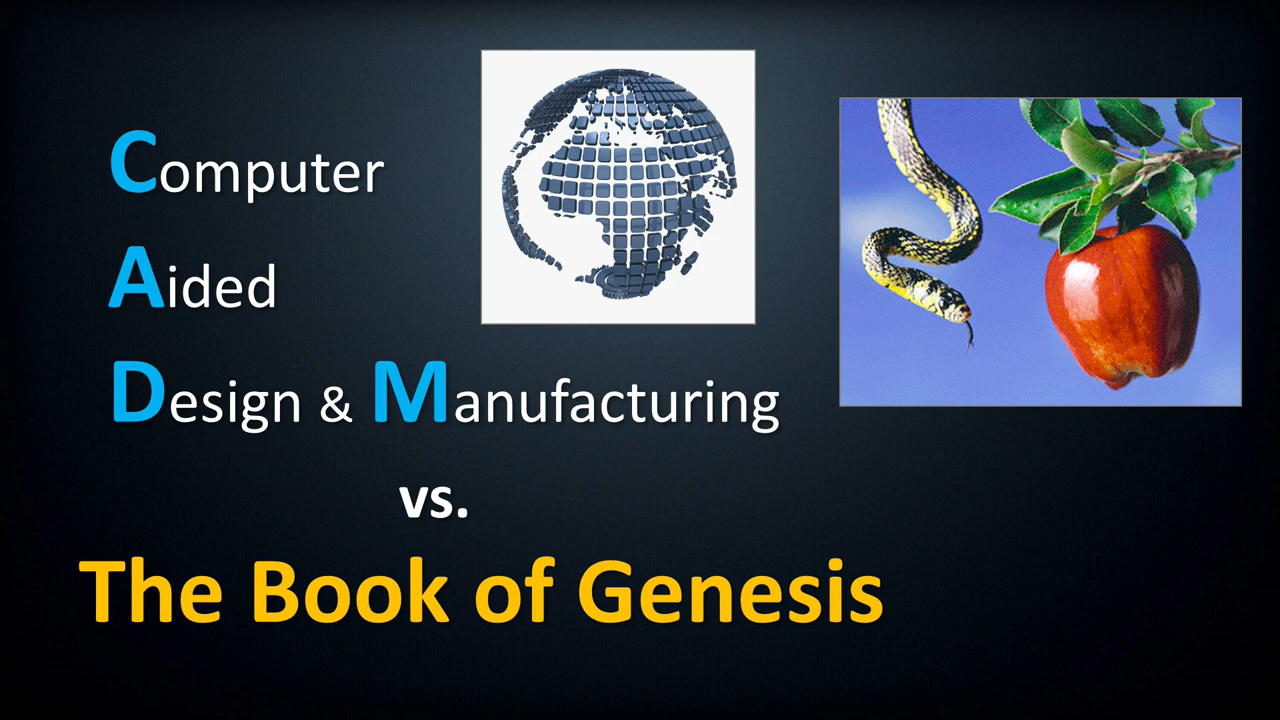 Computer
Aided
Design & Manufacturing
vs.
The Book of Genesis